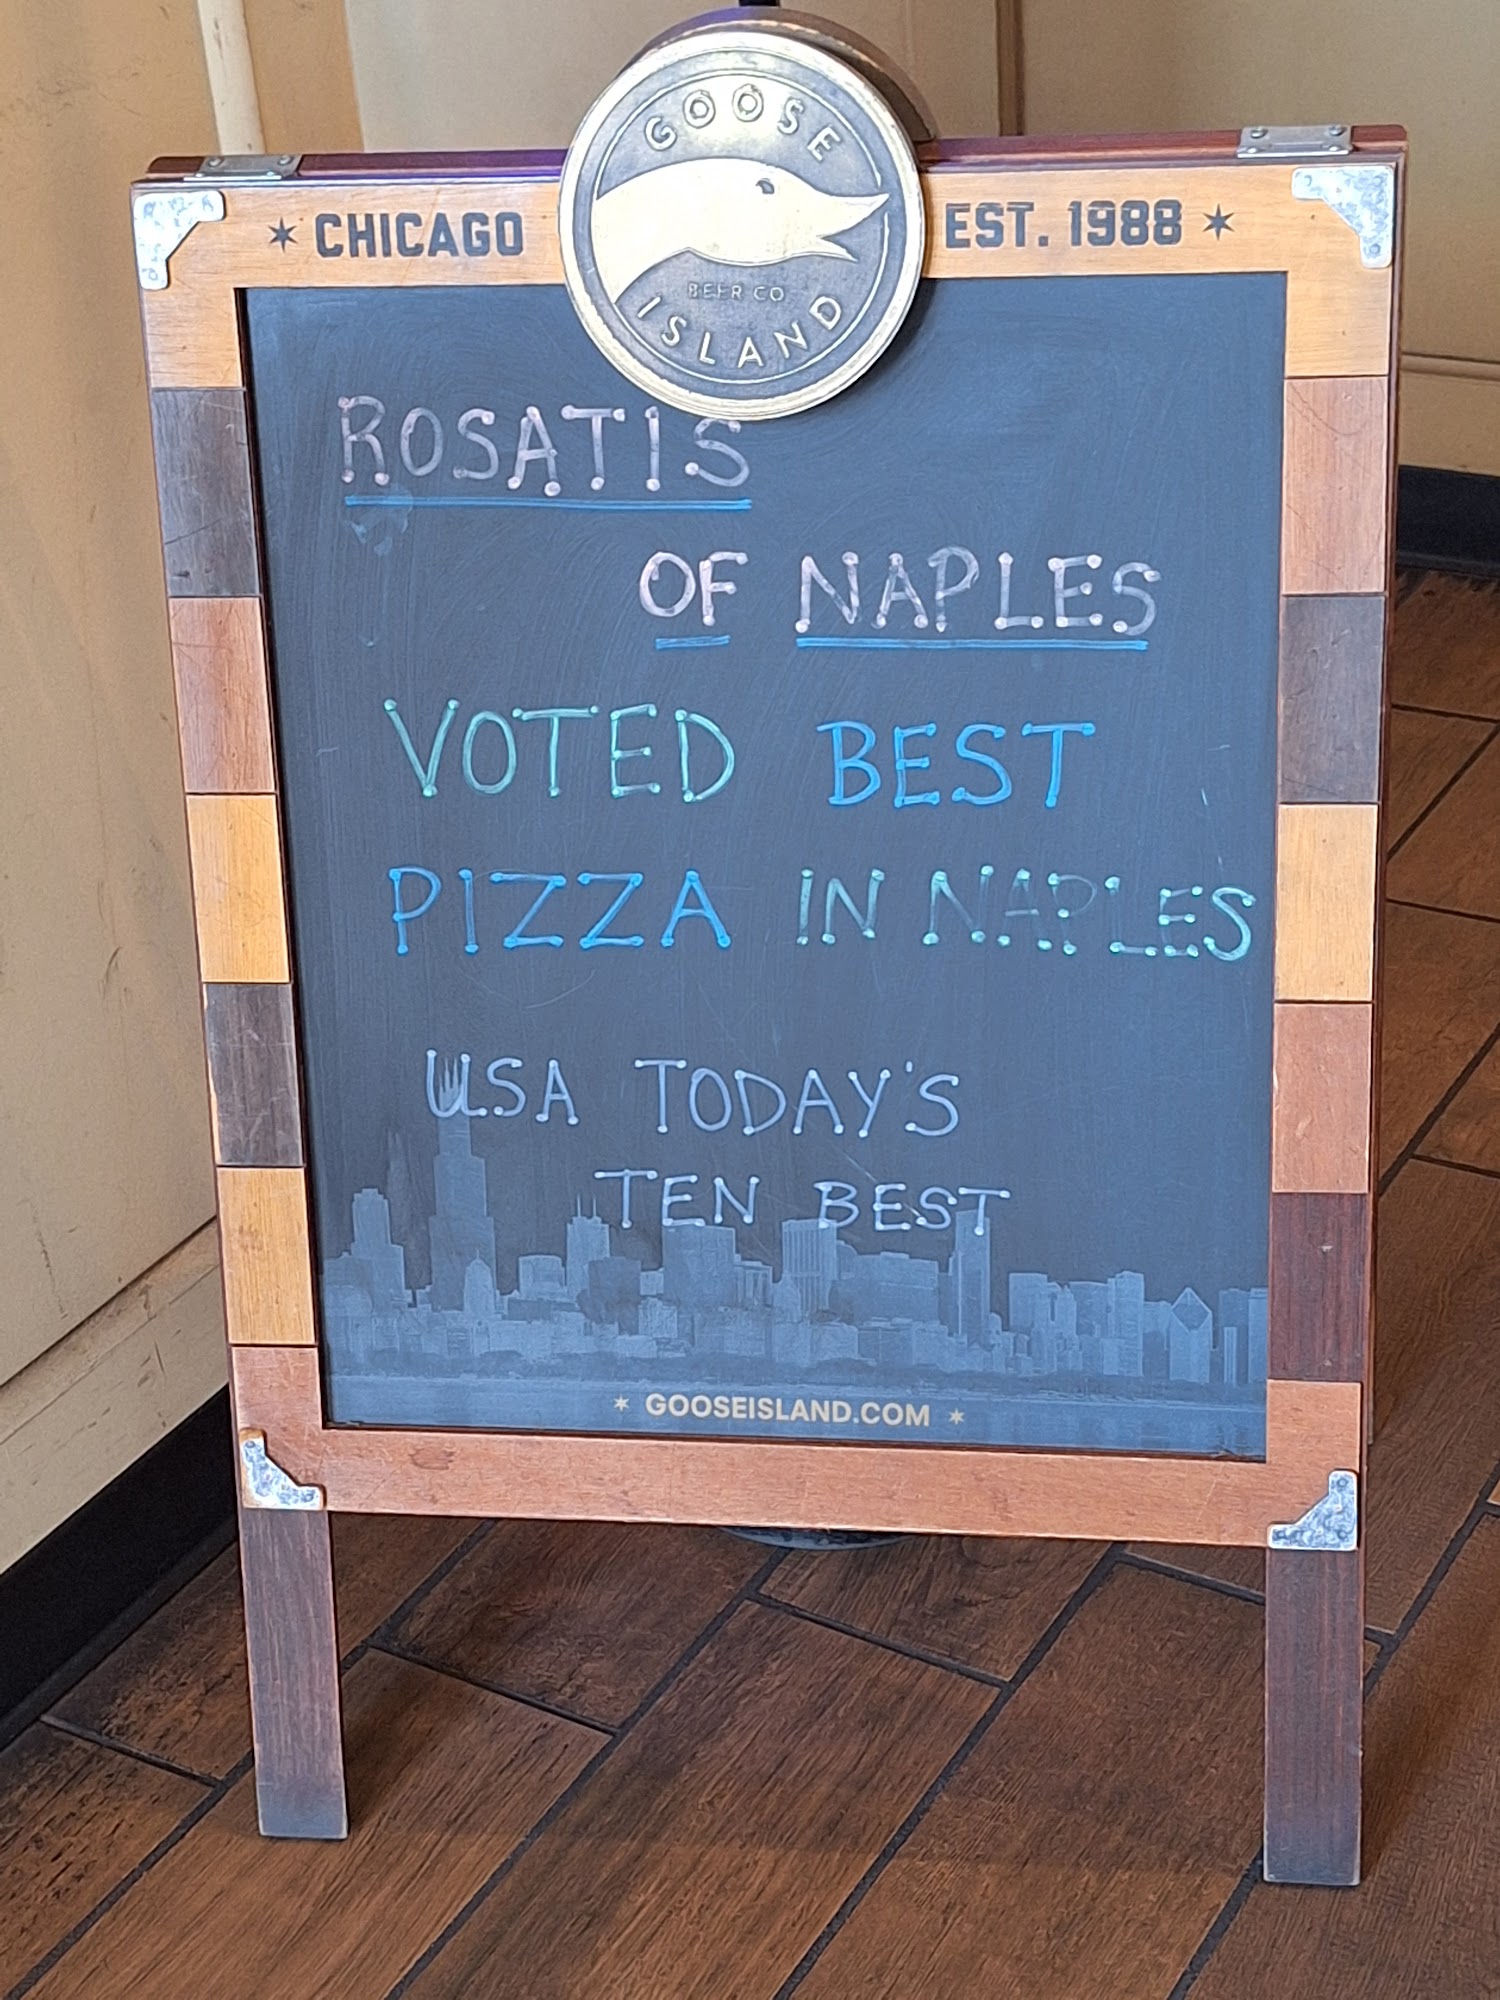 GOOSE
BEER CO
ISLAND
CHICAGO EST. 1988
ROSATIS
OF NAPLES
VOTED BEST
PIZZA IN NAPLES
USA TODAY'S
TEN BEST
GOOSEISLAND.COM